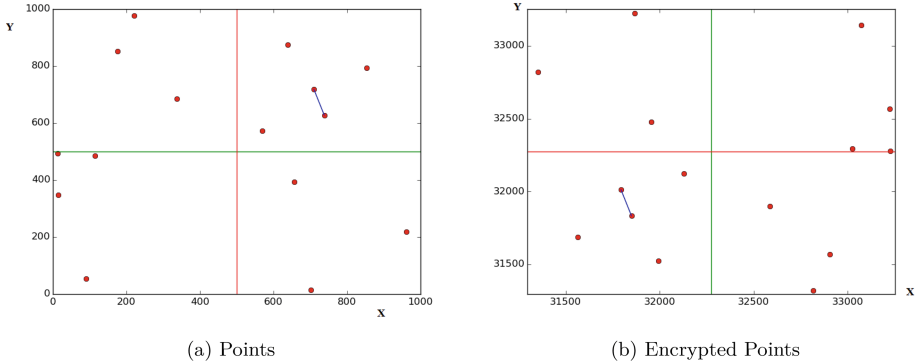 Y
1000
800
600
400
200
0
0 200 400 600 800 1000
X
(a) Points
Y
33000
32500
32000
31500
31500 32000 32500 33000
X
(b) Encrypted Points